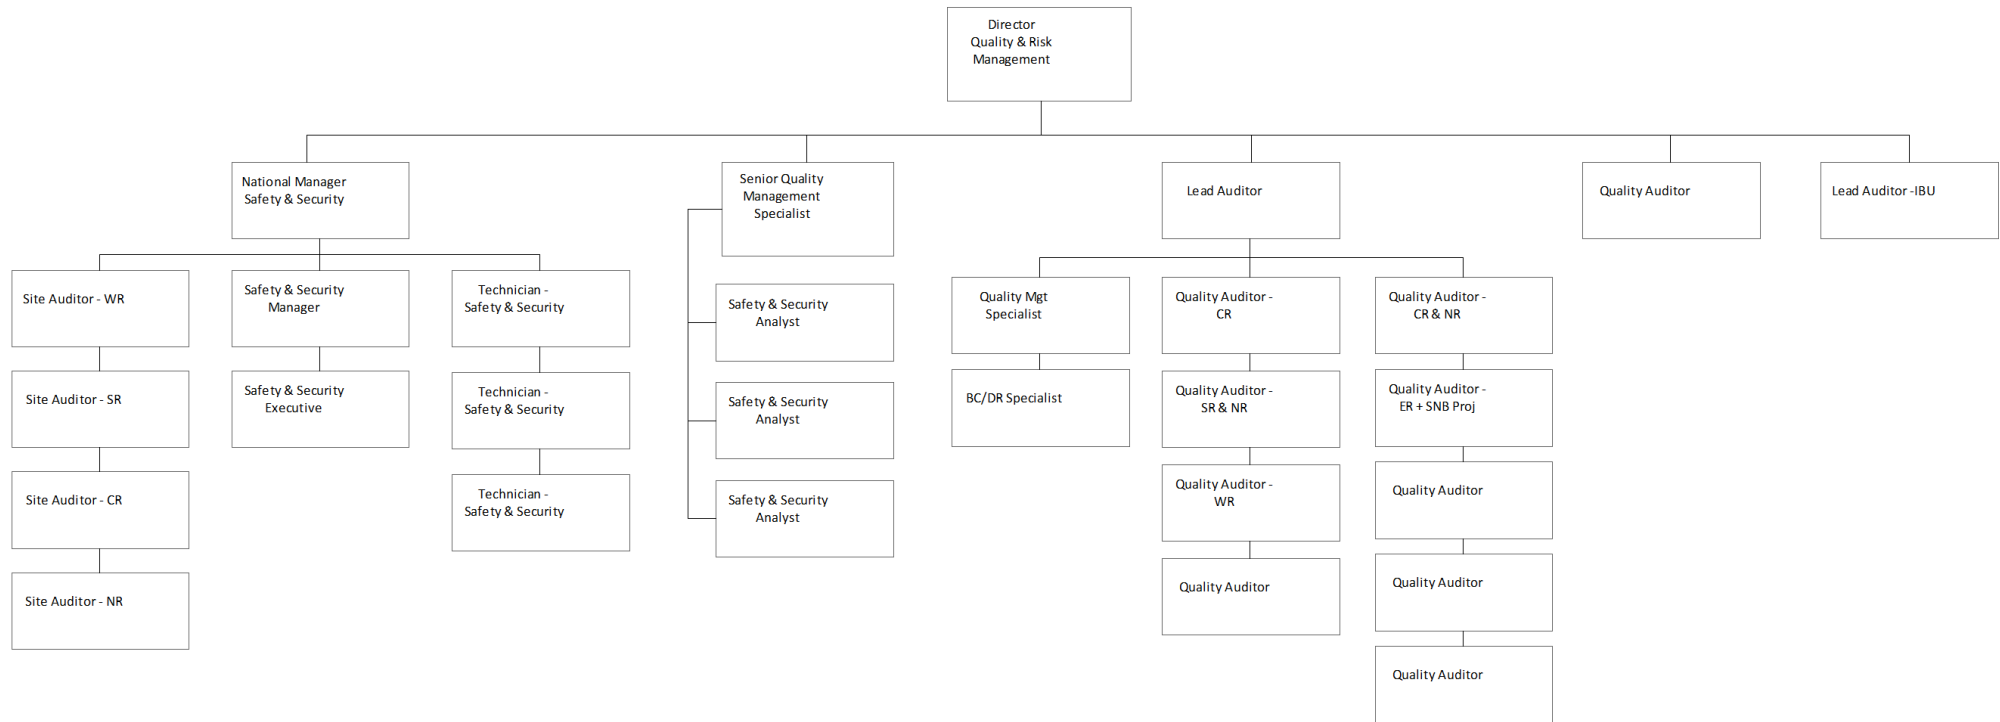 Director
Quality & Risk
Management
National Manager
Safety & Security
Senior Quality
Management
Specialist
Lead Auditor
Quality Auditor
Lead Auditor -IBU
Site Auditor - WR
Safety & Security
Manager
Technician -
Safety & Security
Safety & Security
Analyst
Quality Mgt
Specialist
Quality Auditor -
CR
Quality Auditor -
CR & NR
Site Auditor - SR
Safety & Security
Executive
Technician -
Safety & Security
Safety & Security
Analyst
BC/DR Specialist
Quality Auditor -
SR & NR
Quality Auditor -
ER + SNB Proj
Site Auditor - CR
Technician -
Safety & Security
Safety & Security
Analyst
Quality Auditor -
WR
Quality Auditor
Site Auditor - NR
Quality Auditor
Quality Auditor
Quality Auditor